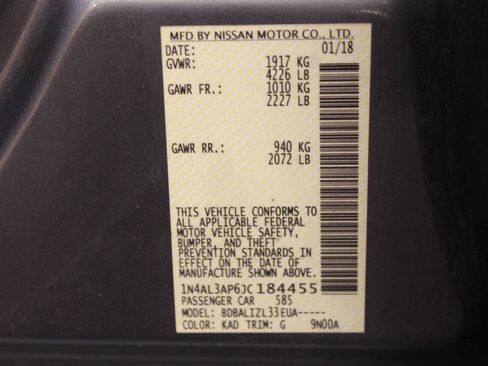 MFD BY NISSAN MOTOR CO., LTD.
DATE: 01/18
GVWR: 1917 KG
4226 LB
GAWR FR.: 1010 KG
2227 LB
GAWR RR.: 940 KG
2072 LB
THIS VEHICLE CONFORMS TO
ALL APPLICABLE FEDERAL
MOTOR VEHICLE SAFETY,
BUMPER, AND THEFT
PREVENTION STANDARDS IN
EFFECT ON THE DATE OF
MANUFACTURE SHOWN ABOVE.
1N4AL3AP6JC184455
PASSENGER CAR 585
MODEL: BDBALIZL33EUA-----
COLOR: KAD TRIM: G 9N00A